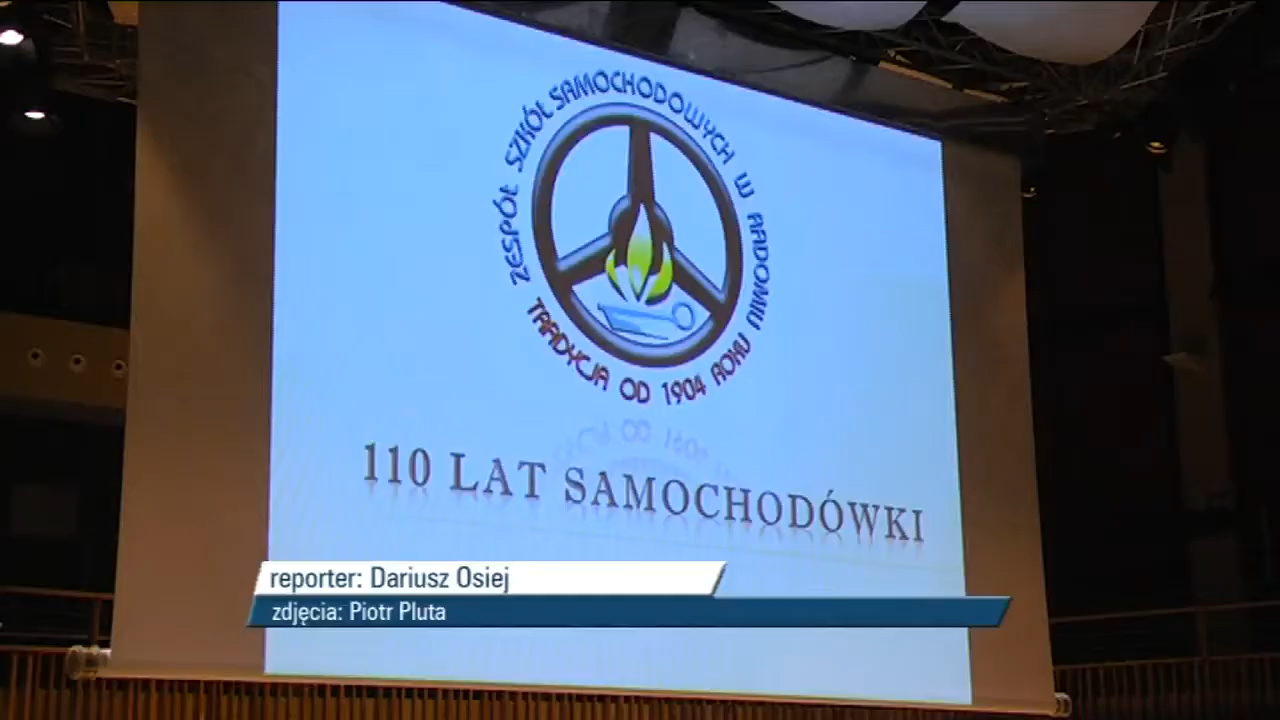 ZESPÓŁ SZKÓŁ SAMOCHODOWYCH W RADOMIU
TRADYCJA OD 1904 ROKU
110 LAT SAMOCHODÓWKI
reporter: Dariusz Osiej
zdjęcia: Piotr Pluta